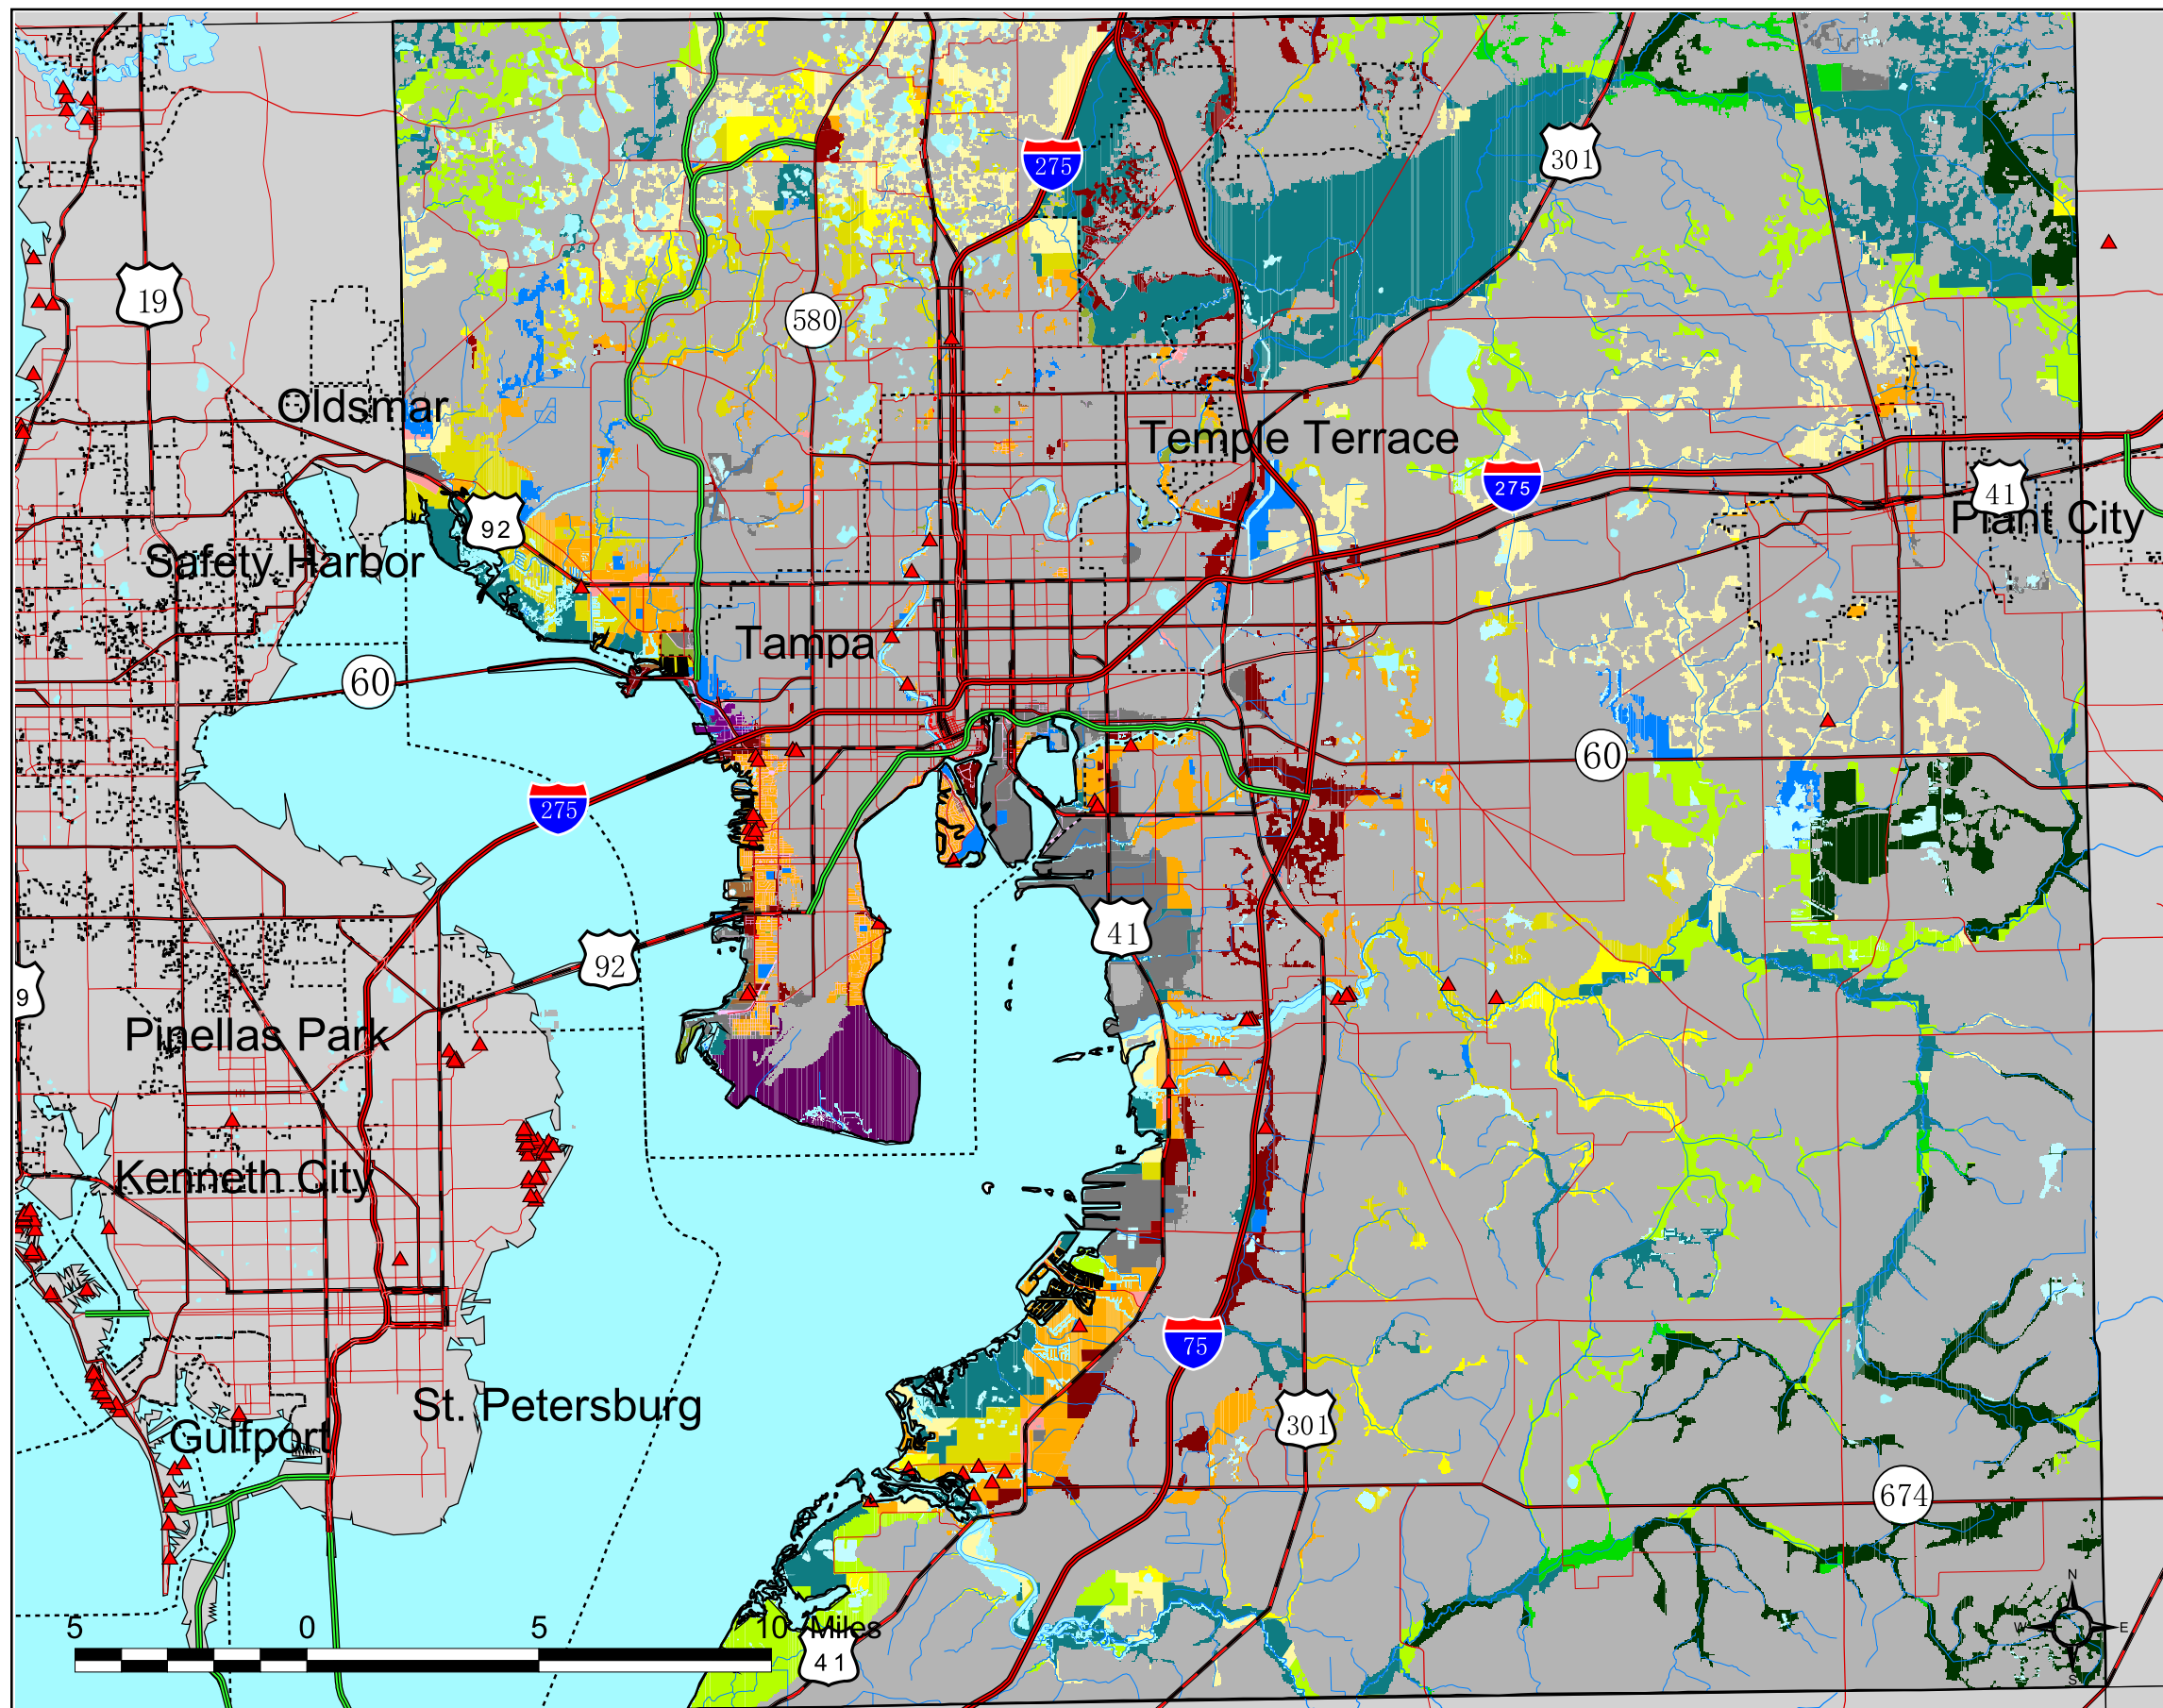 275
301
19
580
Oldsmar
Temple Terrace
275
41
92
Plant City
Safety Harbor
Tampa
60
60
275
41
92
9
Pinellas Park
Kenneth City
75
St. Petersburg
301
Gulfport
674
N
W E
S
5 0 5 10 Miles
41